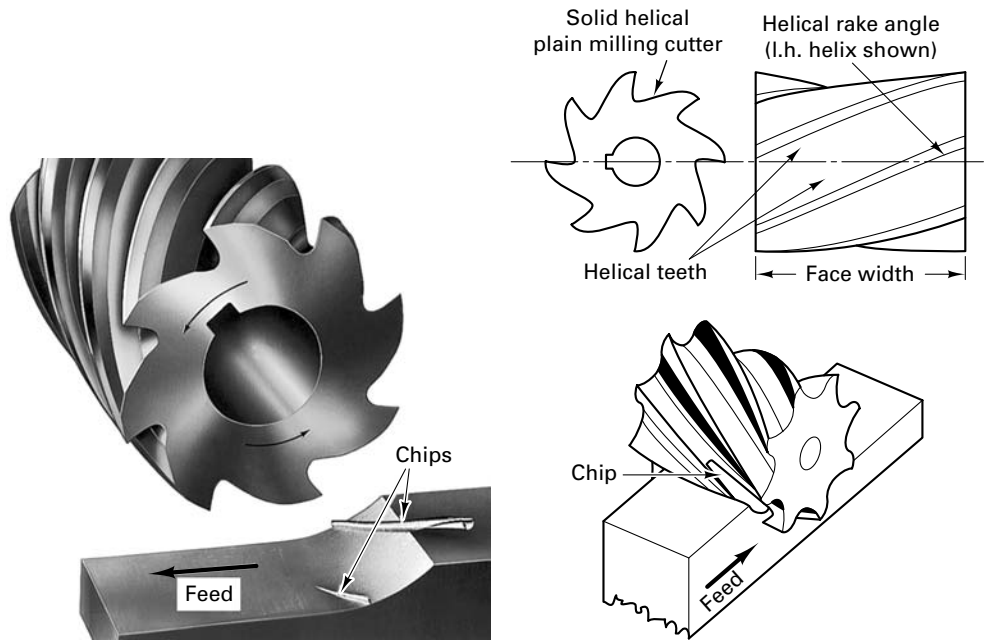 Solid helical
plain milling cutter
Helical rake angle
(l.h. helix shown)
Helical teeth
Face width
Chips
Feed
Chip
Feed